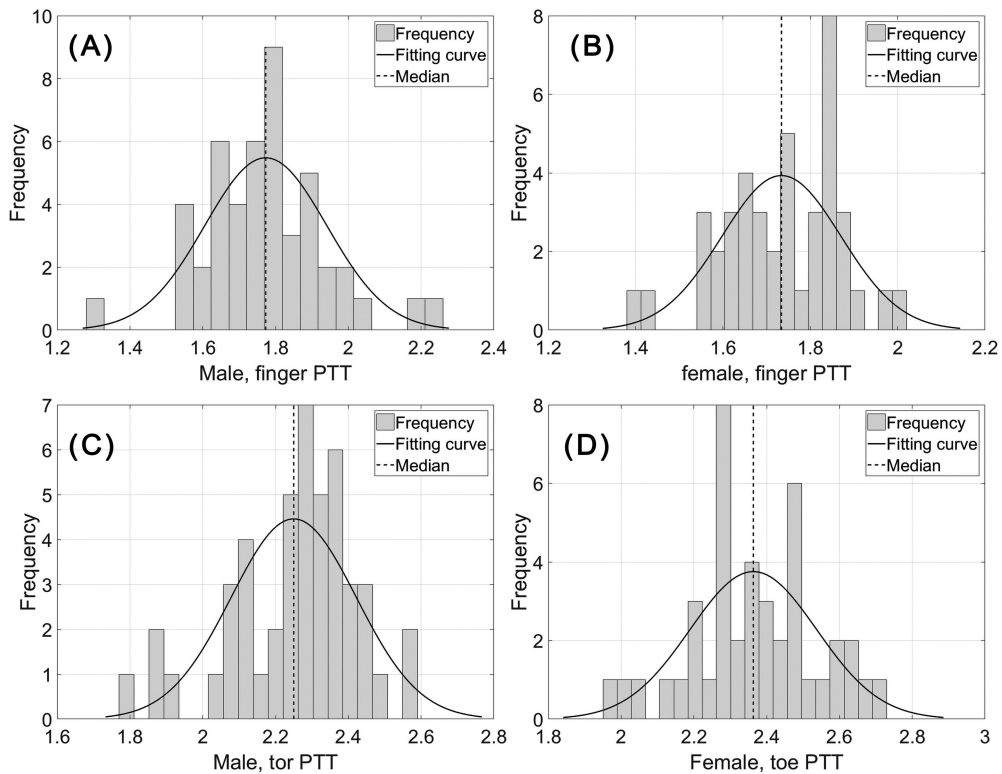 (A)
Frequency
Fitting curve
Median
10
8
6
4
2
0
Frequency
1.2 1.4 1.6 1.8 2 2.2 2.4
Male, finger PTT
(B)
Frequency
Fitting curve
Median
8
6
4
2
0
Frequency
1.2 1.4 1.6 1.8 2 2.2
female, finger PTT
(C)
Frequency
Fitting curve
Median
7
6
5
4
3
2
1
0
Frequency
1.6 1.8 2 2.2 2.4 2.6 2.8
Male, tor PTT
(D)
Frequency
Fitting curve
Median
8
6
4
2
0
Frequency
1.8 2 2.2 2.4 2.6 2.8 3
Female, toe PTT